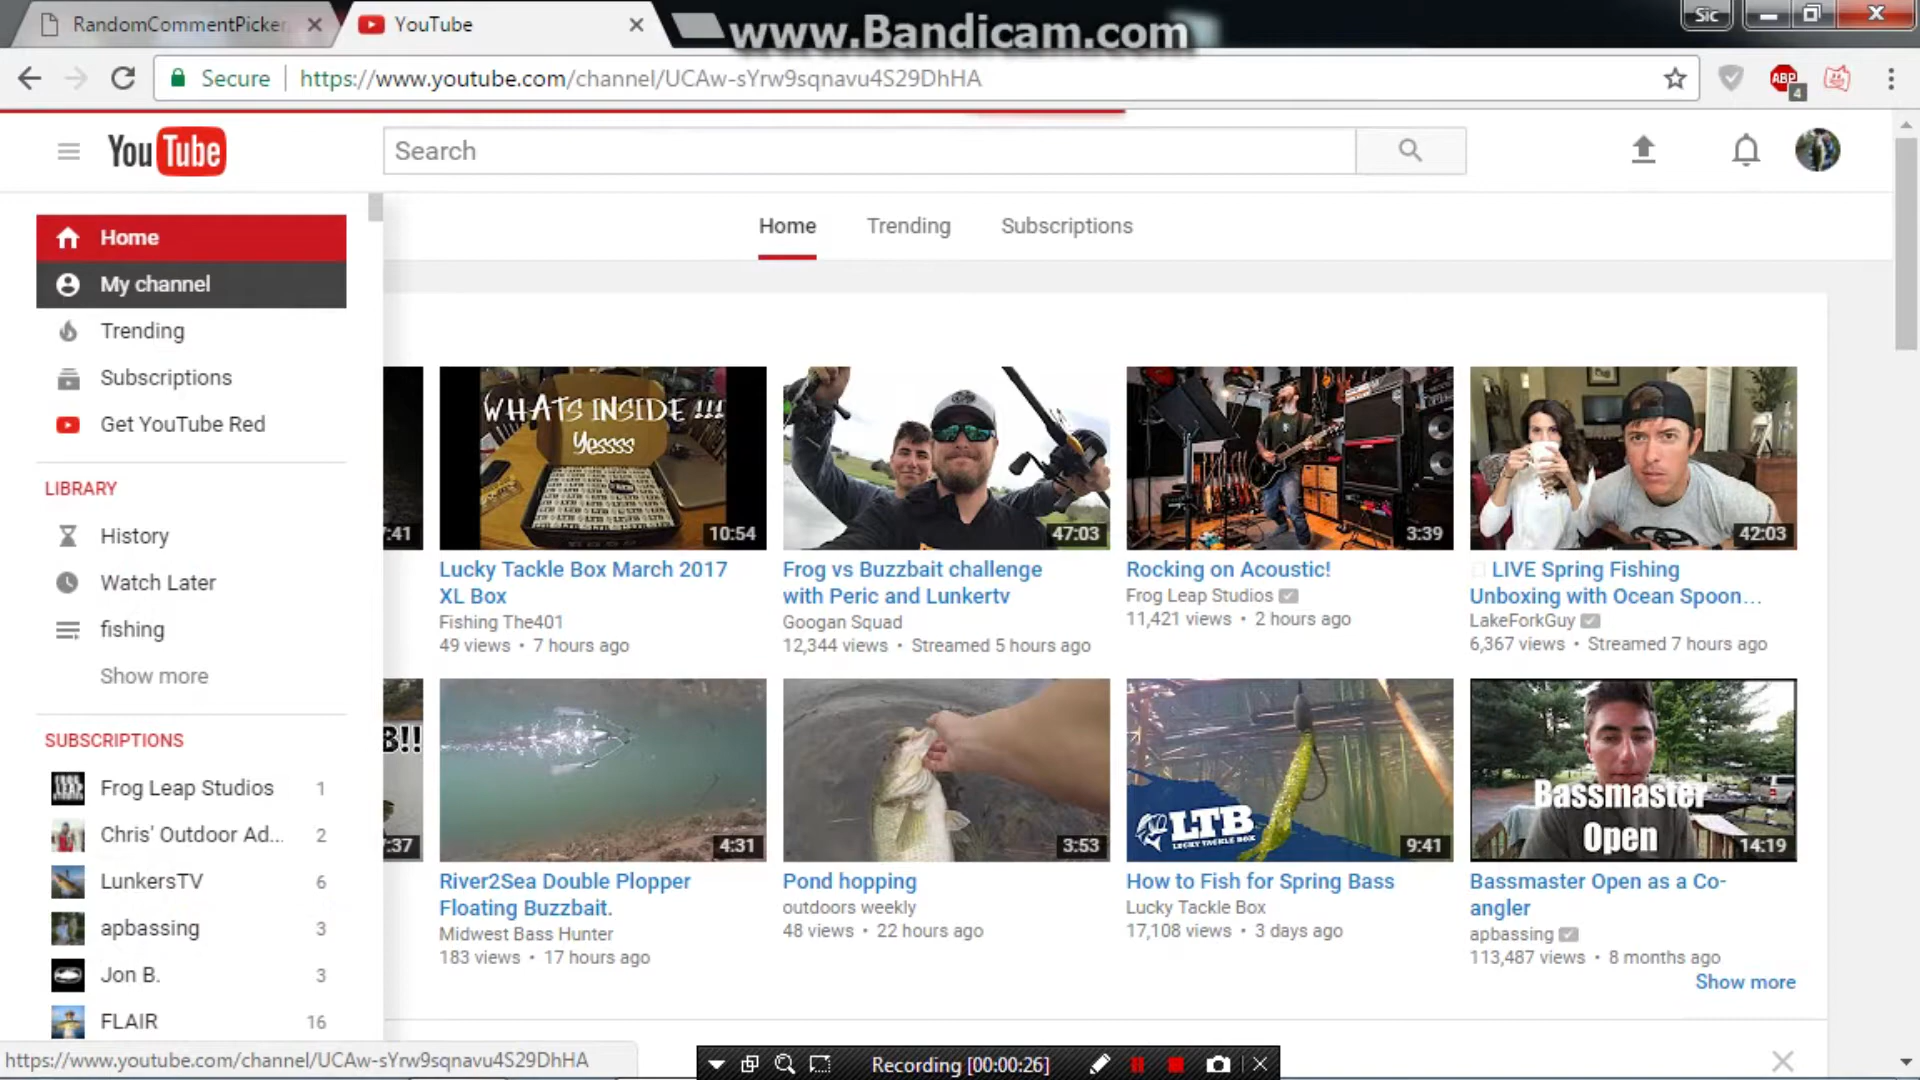 RandomCommentPicker
YouTube
www.Bandicam.com
Sic
Secure
https://www.youtube.com/channel/UCAw-sYrw9sqnavu4S29DhHA
ABP
4
YouTube
Search
Home
My channel
Trending
Subscriptions
Get YouTube Red
LIBRARY
History
Watch Later
fishing
Show more
SUBSCRIPTIONS
Frog Leap Studios 1
Chris' Outdoor Ad... 2
LunkersTV 6
apbassing 3
Jon B. 3
FLAIR 16
Home Trending Subscriptions
:41
WHATS INSIDE !!!
Yessss
LTB
10:54
Lucky Tackle Box March 2017
XL Box
Fishing The401
49 views • 7 hours ago
47:03
Frog vs Buzzbait challenge
with Peric and Lunkertv
Googan Squad
12,344 views • Streamed 5 hours ago
3:39
Rocking on Acoustic!
Frog Leap Studios
11,421 views • 2 hours ago
42:03
LIVE Spring Fishing
Unboxing with Ocean Spoon...
LakeForkGuy
6,367 views • Streamed 7 hours ago
B!!
:37
4:31
River2Sea Double Plopper
Floating Buzzbait.
Midwest Bass Hunter
183 views • 17 hours ago
3:53
Pond hopping
outdoors weekly
48 views • 22 hours ago
LTB
LUCKY TACKLE BOX
9:41
How to Fish for Spring Bass
Lucky Tackle Box
17,108 views • 3 days ago
Bassmaster
Open
14:19
Bassmaster Open as a Co-
angler
apbassing
113,487 views • 8 months ago
Show more
https://www.youtube.com/channel/UCAw-sYrw9sqnavu4S29DhHA
Recording [00:00:26]